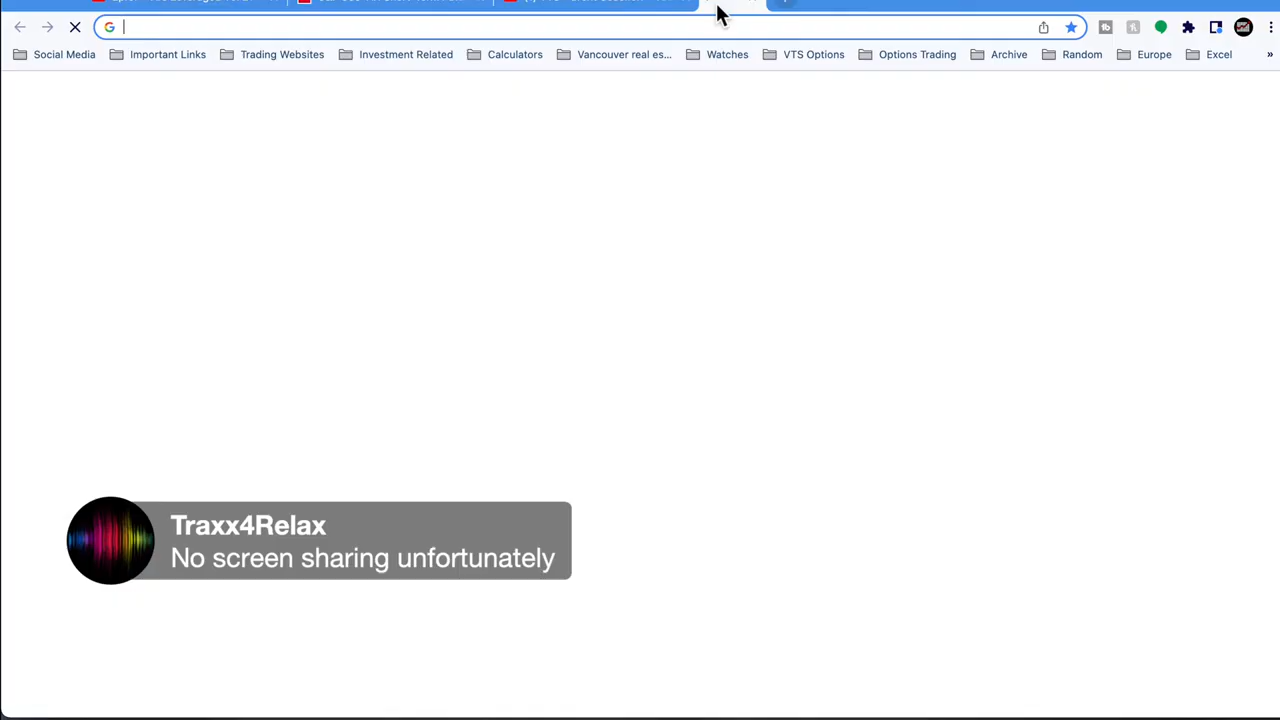 Social Media
Important Links
Trading Websites
Investment Related
Calculators
Vancouver real es...
Watches
VTS Options
Options Trading
Archive
Random
Europe
Excel
»
Traxx4Relax
No screen sharing unfortunately